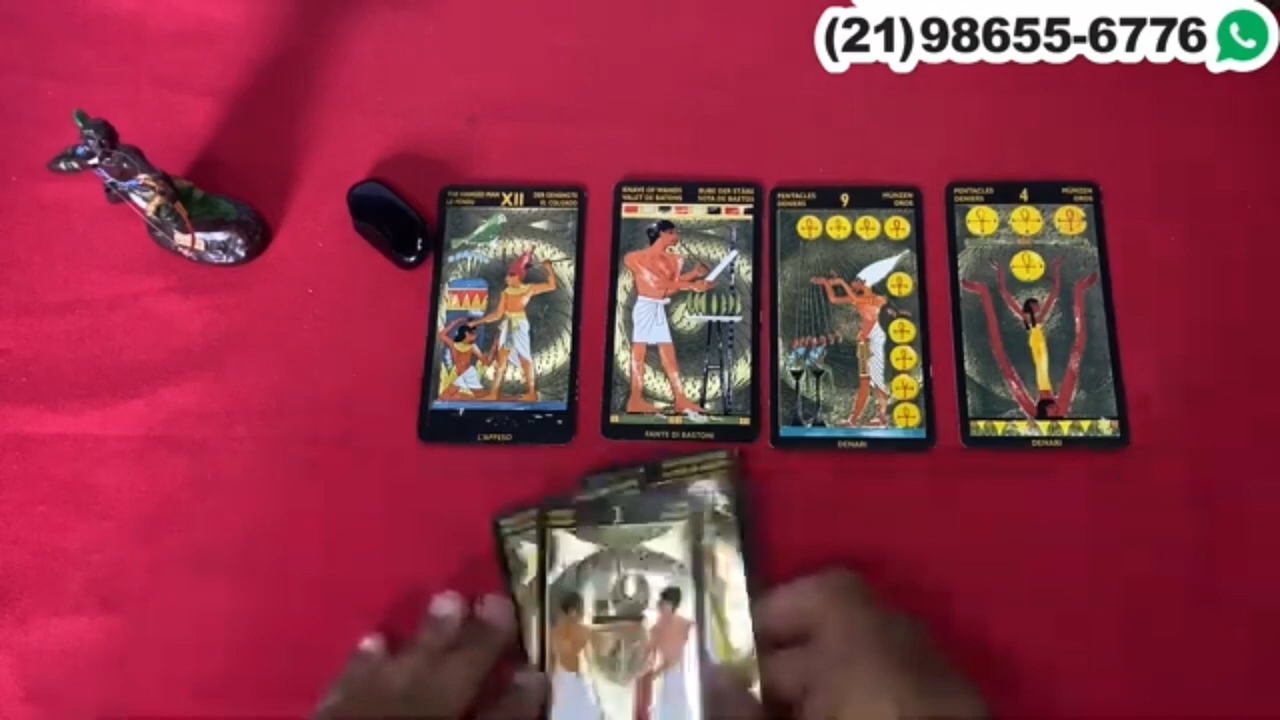 (21)98655-6776
THE HANGED MAN XII DER GEHENGTE
LE PENDU EL COLGADO
L'APPESO
KNAVE OF WANDS BUBE DER STÄBE
VALET DE BATONS SOTA DE BASTOS
FANTE DI BASTONI
PENTACLES 9 MÜNZEN
DENIERS OROS
DENARI
PENTACLES 4 MÜNZEN
DENIERS OROS
DENARI
1